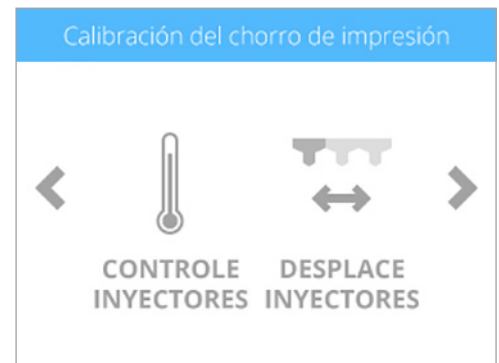 Calibración del chorro de impresión
CONTROLE
INYECTORES
DESPLACE
INYECTORES